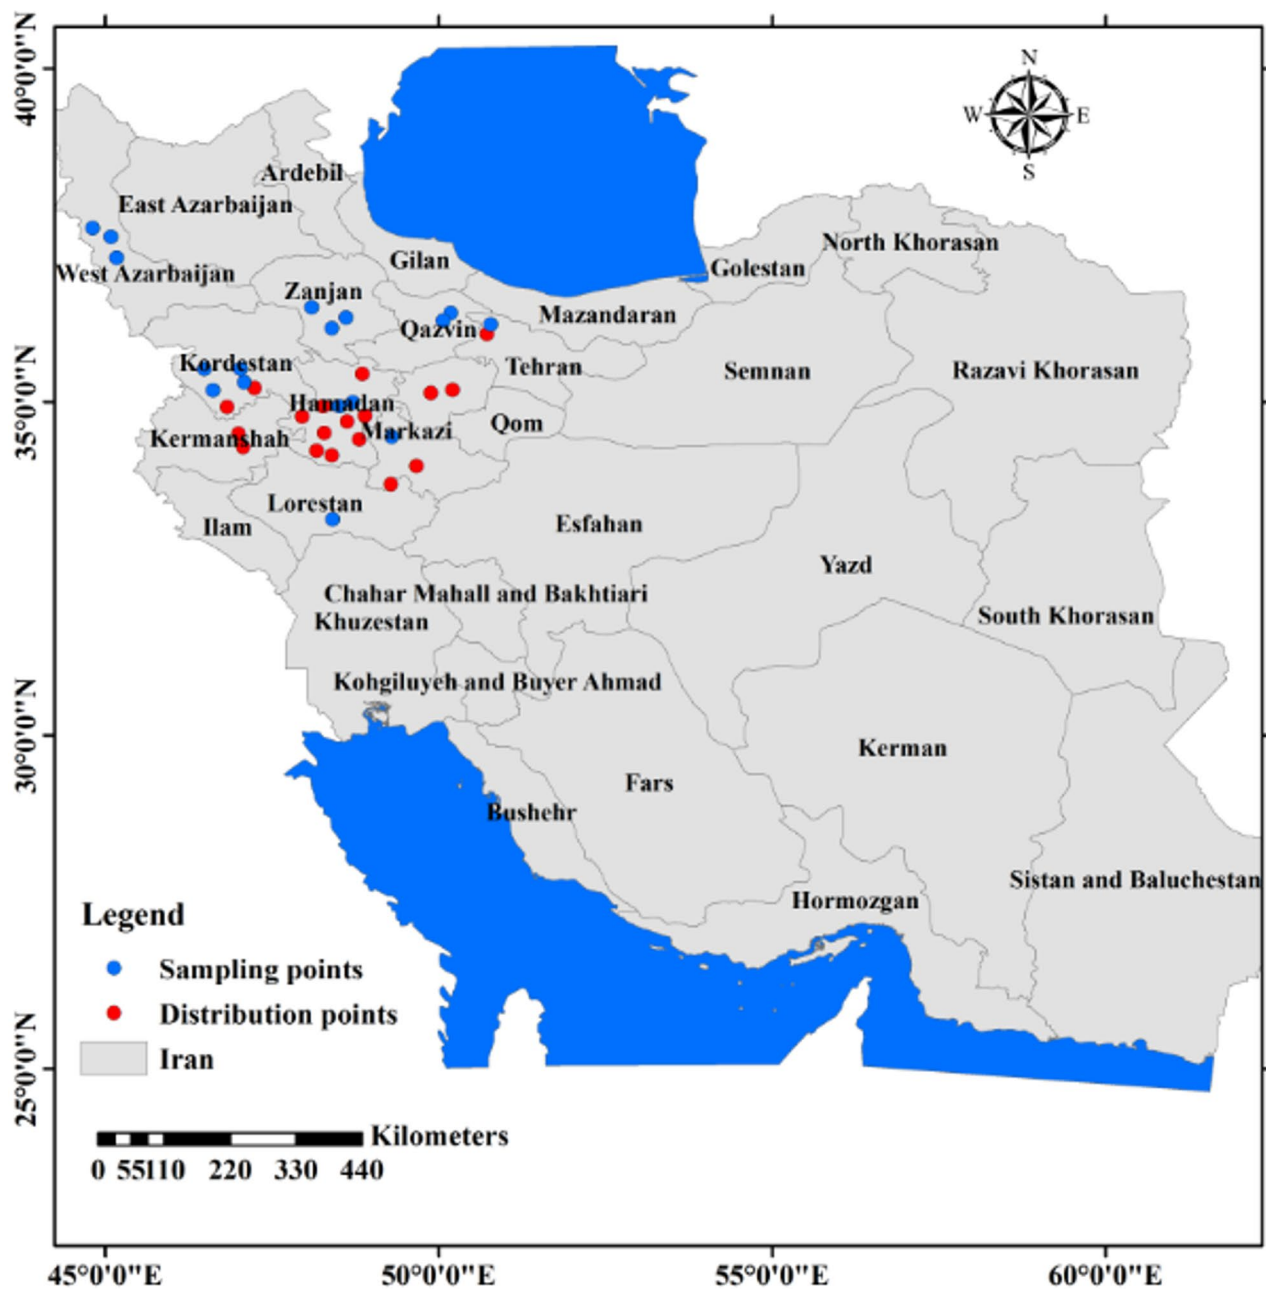 40°0'0"N
N
W
E
S
Ardebil
East Azarbaijan
North Khorasan
Gilan
Golestan
West Azarbaijan
Zanjan
Mazandaran
Qazvin
Kordestan
Tehran
Semnan
Razavi Khorasan
35°0'0"N
Hamadan
Qom
Markazi
Kermanshah
Lorestan
Ilam
Esfahan
Yazd
Chahar Mahall and Bakhtiari
Khuzestan
South Khorasan
Kohgiluyeh and Buyer Ahmad
30°0'0"N
Kerman
Fars
Bushehr
Sistan and Baluchestan
Hormozgan
Legend
Sampling points
Distribution points
Iran
25°0'0"N
Kilometers
0 55110 220 330 440
45°0'0"E 50°0'0"E 55°0'0"E 60°0'0"E